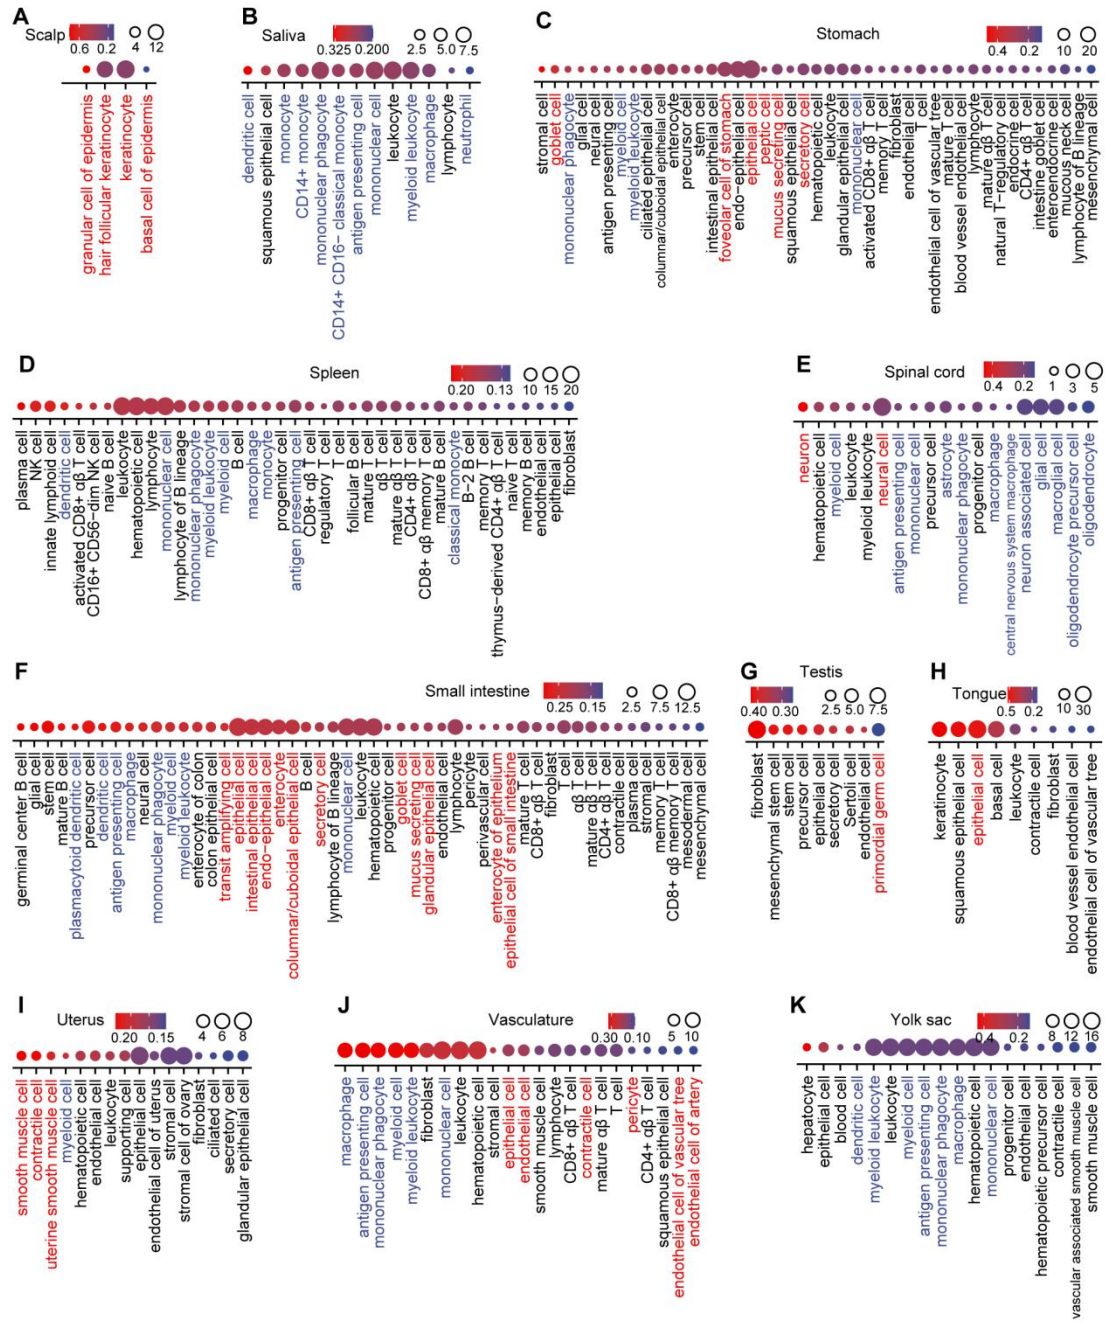 A
Scalp
0.6 0.2
4 12
granular cell of epidermis
hair follicular keratinocyte
keratinocyte
basal cell of epidermis
B
Saliva
0.325 0.200
2.5 5.0 7.5
dendritic cell
squamous epithelial cell
monocyte
CD14+ monocyte
mononuclear phagocyte
CD14+ CD16− classical monocyte
antigen presenting cell
mononuclear cell
leukocyte
myeloid leukocyte
macrophage
lymphocyte
neutrophil
C
Stomach
0.4 0.2
10 20
stromal cell
goblet cell
mononuclear phagocyte
glial cell
neural cell
antigen presenting cell
myeloid cell
myeloid leukocyte
ciliated epithelial cell
columnar/cuboidal epithelial cell
enterocyte
precursor cell
stem cell
intestinal epithelial cell
foveolar cell of stomach
endo−epithelial cell
epithelial cell
peptic cell
mucus secreting cell
squamous epithelial cell
secretory cell
hematopoietic cell
leukocyte
glandular epithelial cell
mononuclear cell
activated CD8+ αβ T cell
memory T cell
fibroblast
endothelial cell
T cell
endothelial cell of vascular tree
mature T cell
blood vessel endothelial cell
lymphocyte
mature αβ T cell
natural T−regulatory cell
endocrine cell
CD4+ αβ T cell
intestine goblet cell
enteroendocrine cell
mucous neck cell
lymphocyte of B lineage
mesenchymal cell
D
Spleen
0.20 0.13
10 15 20
plasma cell
NK cell
innate lymphoid cell
dendritic cell
activated CD8+ αβ T cell
CD16+ CD56−dim NK cell
naive B cell
leukocyte
hematopoietic cell
lymphocyte
mononuclear cell
lymphocyte of B lineage
mononuclear phagocyte
myeloid leukocyte
myeloid cell
B cell
macrophage
monocyte
progenitor cell
antigen presenting cell
CD8+ αβ T cell
regulatory T cell
T cell
follicular B cell
mature T cell
αβ T cell
mature αβ T cell
CD4+ αβ T cell
CD8+ αβ memory T cell
mature B cell
classical monocyte
B−2 B cell
memory T cell
thymus−derived CD4+ αβ T cell
naive T cell
memory B cell
endothelial cell
epithelial cell
fibroblast
E
Spinal cord
0.4 0.2
1 3 5
neuron
hematopoietic cell
myeloid cell
leukocyte
myeloid leukocyte
neural cell
antigen presenting cell
mononuclear cell
precursor cell
astrocyte
mononuclear phagocyte
progenitor cell
macrophage
central nervous system macrophage
neuron associated cell
glial cell
macroglial cell
oligodendrocyte precursor cell
oligodendrocyte
F
Small intestine
0.25 0.15
2.5 7.5 12.5
germinal center B cell
glial cell
stem cell
mature B cell
plasmacytoid dendritic cell
precursor cell
dendritic cell
antigen presenting cell
macrophage
neural cell
mononuclear phagocyte
myeloid cell
myeloid leukocyte
enterocyte of colon
colon epithelial cell
transit amplifying cell
epithelial cell
intestinal epithelial cell
endo−epithelial cell
enterocyte
columnar/cuboidal epithelial cell
B cell
secretory cell
lymphocyte of B lineage
mononuclear cell
leukocyte
hematopoietic cell
progenitor cell
goblet cell
mucus secreting cell
glandular epithelial cell
endothelial cell
lymphocyte
pericyte
perivascular cell
enterocyte of epithelium
epithelial cell of small intestine
mature T cell
CD8+ αβ T cell
fibroblast
T cell
αβ T cell
mature αβ T cell
CD4+ αβ T cell
contractile cell
plasma cell
stromal cell
memory T cell
CD8+ αβ memory T cell
mesodermal cell
mesenchymal cell
G
Testis
0.40 0.30
2.5 5.0 7.5
fibroblast
mesenchymal stem cell
stem cell
precursor cell
epithelial cell
secretory cell
Sertoli cell
endothelial cell
primordial germ cell
H
Tongue
0.5 0.2
10 30
keratinocyte
squamous epithelial cell
epithelial cell
basal cell
leukocyte
contractile cell
fibroblast
blood vessel endothelial cell
endothelial cell of vascular tree
I
Uterus
0.20 0.15
4 6 8
smooth muscle cell
contractile cell
uterine smooth muscle cell
myeloid cell
hematopoietic cell
endothelial cell
leukocyte
supporting cell
epithelial cell
endothelial cell of uterus
stromal cell
stromal cell of ovary
fibroblast
ciliated cell
secretory cell
glandular epithelial cell
J
Vasculature
0.30 0.10
5 10
macrophage
antigen presenting cell
mononuclear phagocyte
myeloid cell
myeloid leukocyte
fibroblast
mononuclear cell
leukocyte
hematopoietic cell
stromal cell
epithelial cell
endothelial cell
smooth muscle cell
lymphocyte
CD8+ αβ T cell
contractile cell
mature αβ T cell
T cell
pericyte
CD4+ αβ T cell
squamous epithelial cell
endothelial cell of vascular tree
endothelial cell of artery
K
Yolk sac
0.4 0.2
8 12 16
hepatocyte
epithelial cell
blood cell
dendritic cell
myeloid leukocyte
leukocyte
myeloid cell
antigen presenting cell
mononuclear phagocyte
macrophage
hematopoietic cell
mononuclear cell
progenitor cell
endothelial cell
hematopoietic precursor cell
contractile cell
vascular associated smooth muscle cell
smooth muscle cell